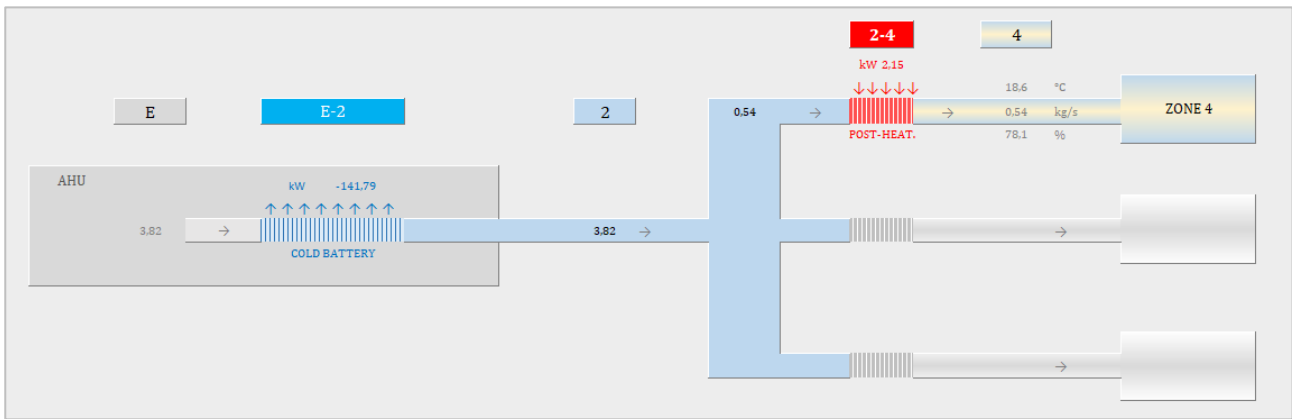 2-4
4
kW 2,15
↓↓↓↓↓
18,6 °C
E
E-2
2
0,54
→
→
0,54 kg/s
ZONE 4
POST-HEAT.
78,1 %
AHU
kW -141,79
↑↑↑↑↑↑↑↑
3,82
→
3,82 →
→
COLD BATTERY
→